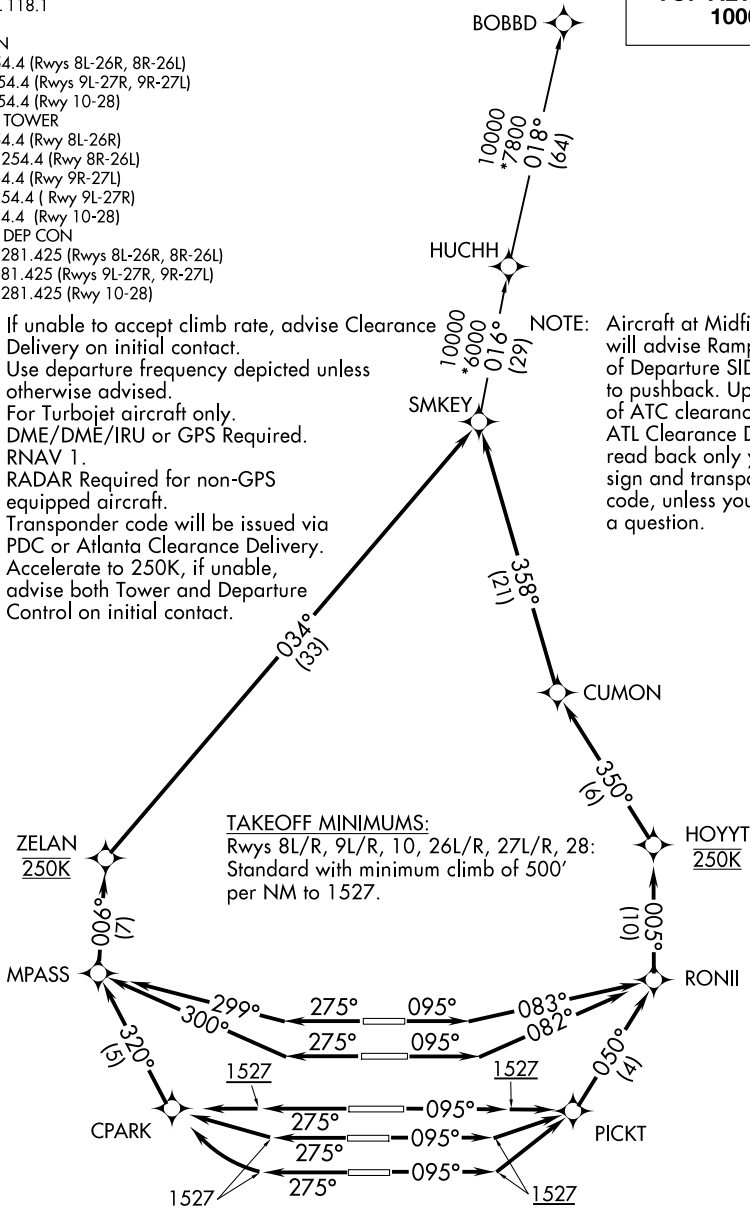 118.1
4.4 (Rwys 8L-26R, 8R-26L)
54.4 (Rwys 9L-27R, 9R-27L)
54.4 (Rwy 10-28)
TOWER
4.4 (Rwy 8L-26R)
254.4 (Rwy 8R-26L)
4.4 (Rwy 9R-27L)
54.4 ( Rwy 9L-27R)
4.4 (Rwy 10-28)
DEP CON
281.425 (Rwys 8L-26R, 8R-26L)
81.425 (Rwys 9L-27R, 9R-27L)
281.425 (Rwy 10-28)
BOBBD
10000
*7800
018°
(64)
HUCHH
10000
*6000
016°
(29)
SMKEY
If unable to accept climb rate, advise Clearance
Delivery on initial contact.
Use departure frequency depicted unless
otherwise advised.
For Turbojet aircraft only.
DME/DME/IRU or GPS Required.
RNAV 1.
RADAR Required for non-GPS
equipped aircraft.
Transponder code will be issued via
PDC or Atlanta Clearance Delivery.
Accelerate to 250K, if unable,
advise both Tower and Departure
Control on initial contact.
NOTE: Aircraft at Midfi
will advise Ramp
of Departure SID
to pushback. Up
of ATC clearanc
ATL Clearance D
read back only y
sign and transpo
code, unless you
a question.
034°
(33)
358°
(21)
CUMON
350°
(6)
ZELAN
250K
TAKEOFF MINIMUMS:
Rwys 8L/R, 9L/R, 10, 26L/R, 27L/R, 28:
Standard with minimum climb of 500'
per NM to 1527.
HOYYT
250K
006°
(7)
005°
(10)
MPASS
RONII
299°
275°
095°
083°
300°
275°
095°
082°
320°
(5)
050°
(4)
1527
1527
CPARK
275°
095°
PICKT
275°
095°
275°
095°
1527
1527